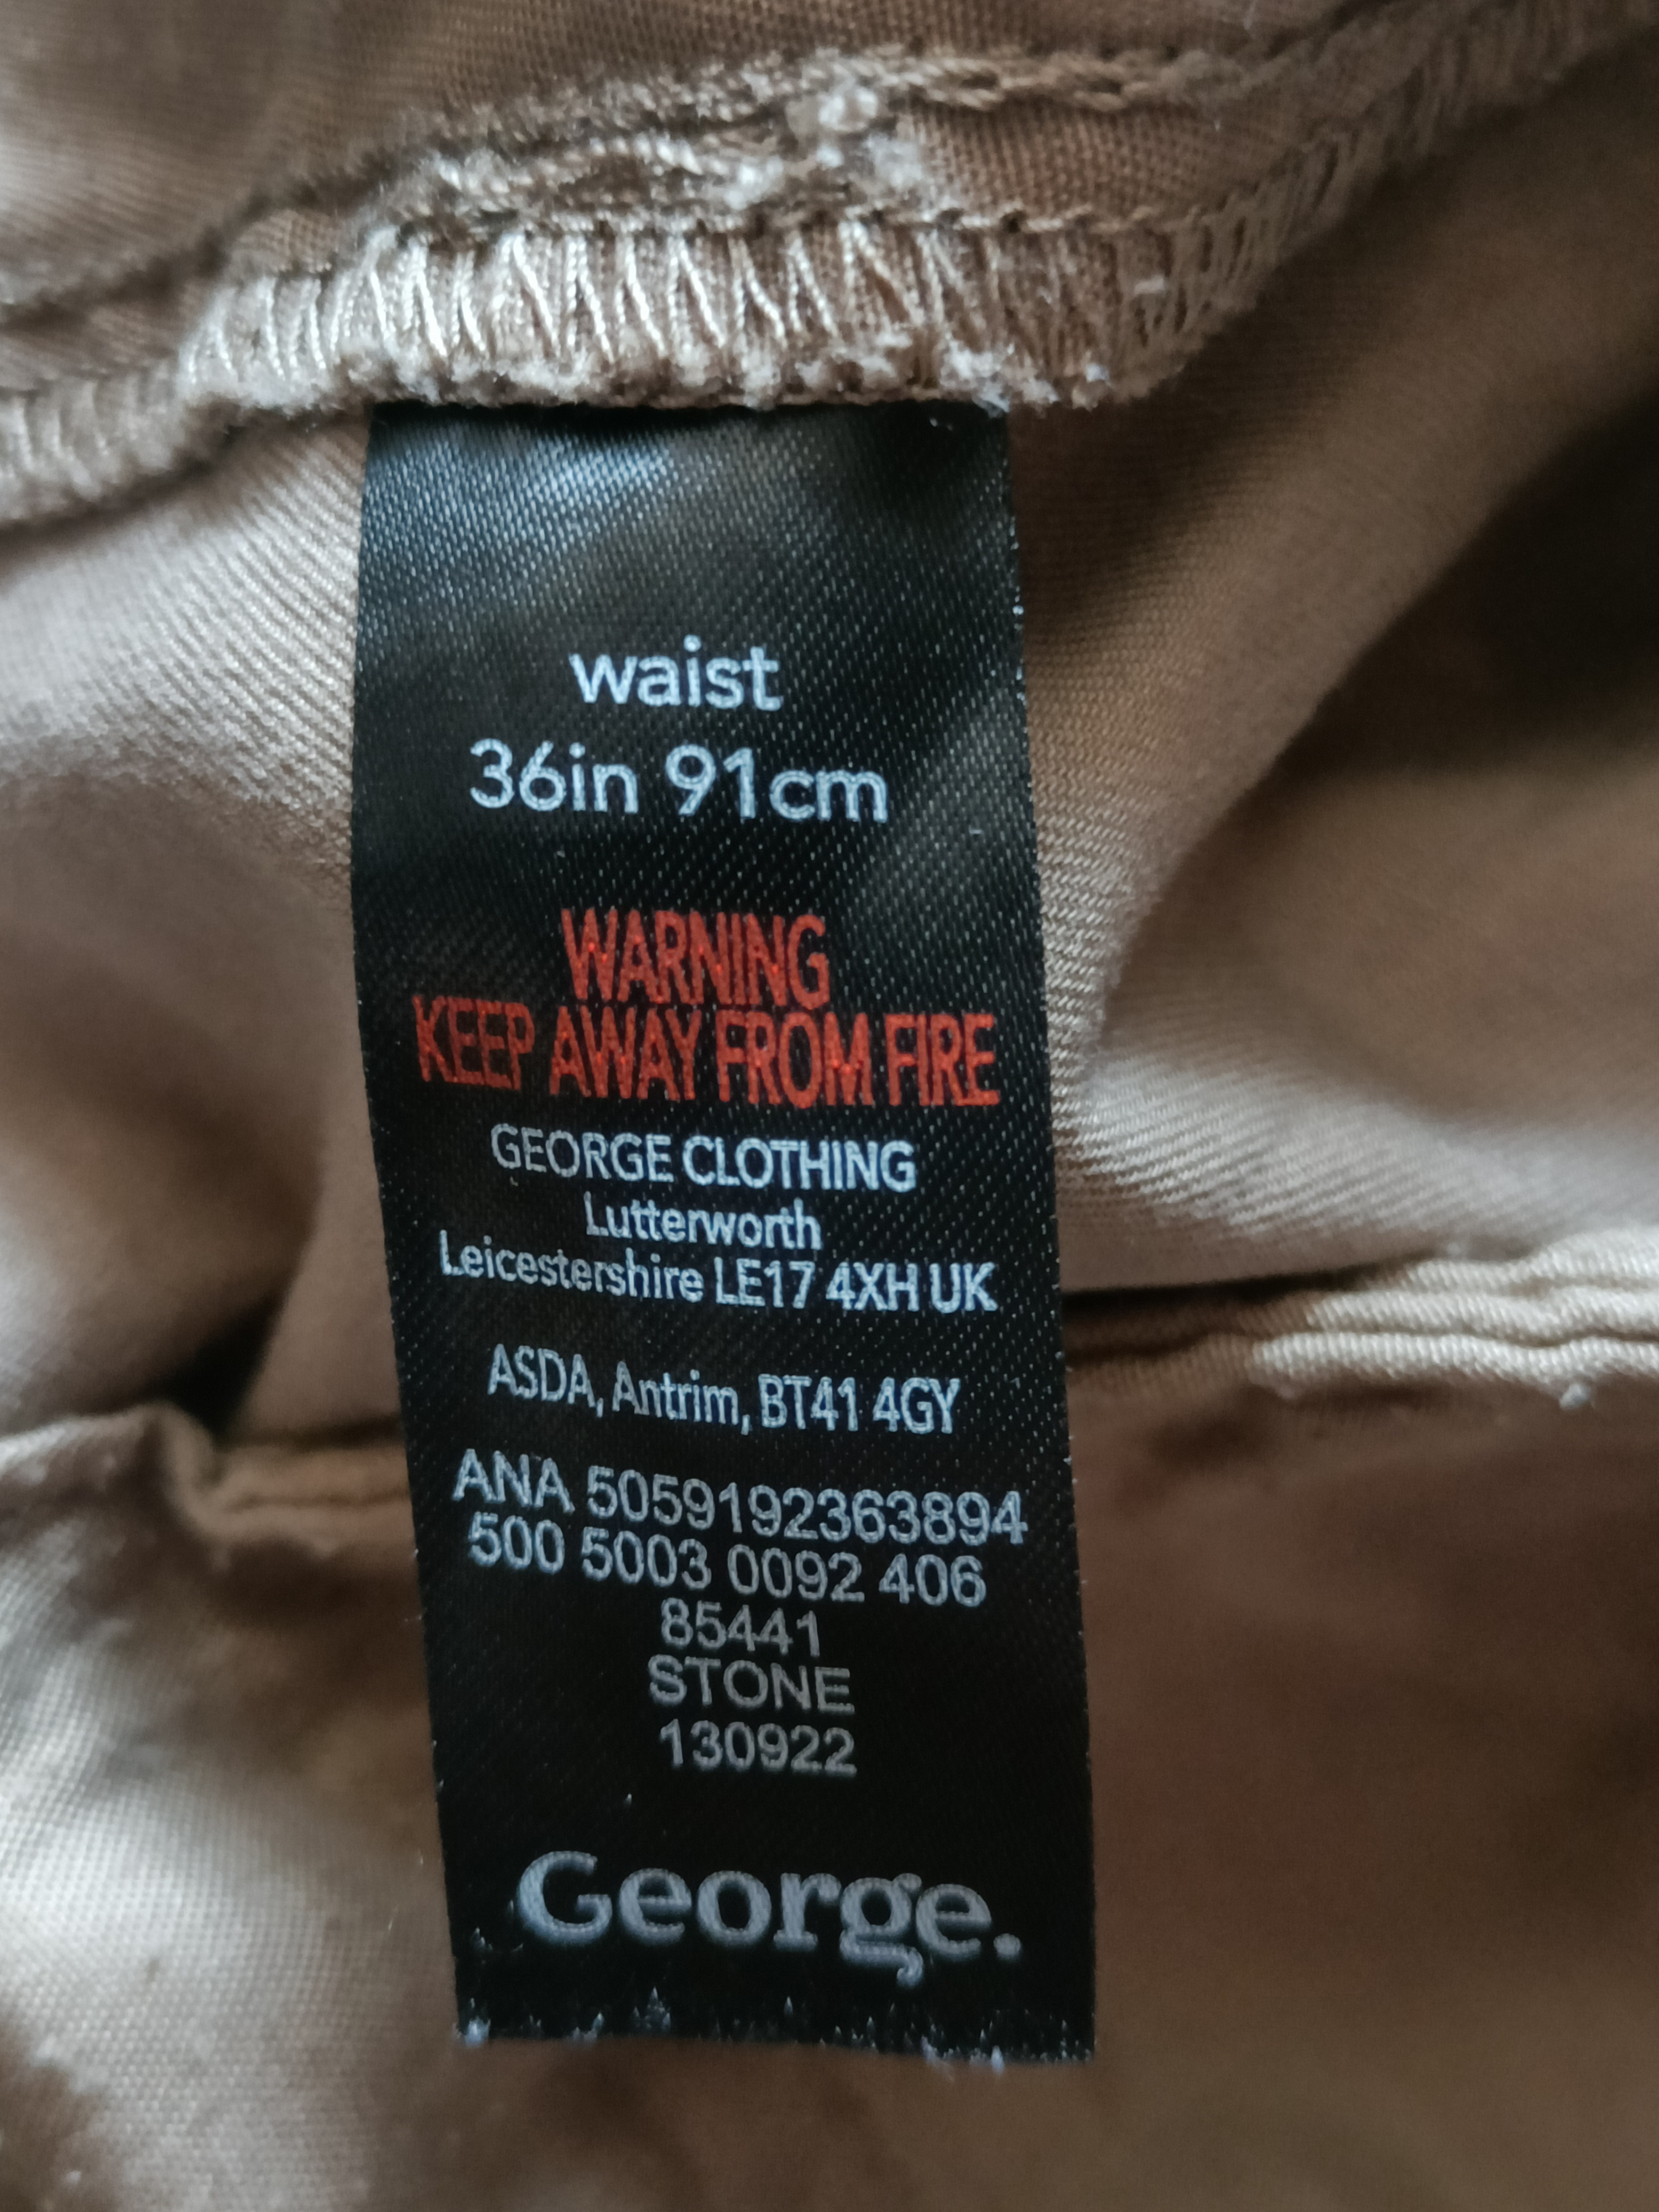 waist
36in 91cm
WARNING
KEEP AWAY FROM FIRE
GEORGE CLOTHING
Lutterworth
Leicestershire LE17 4XH UK
ASDA, Antrim, BT41 4GY
ANA 5059192363894
500 5003 0092 406
85441
STONE
130922
George.